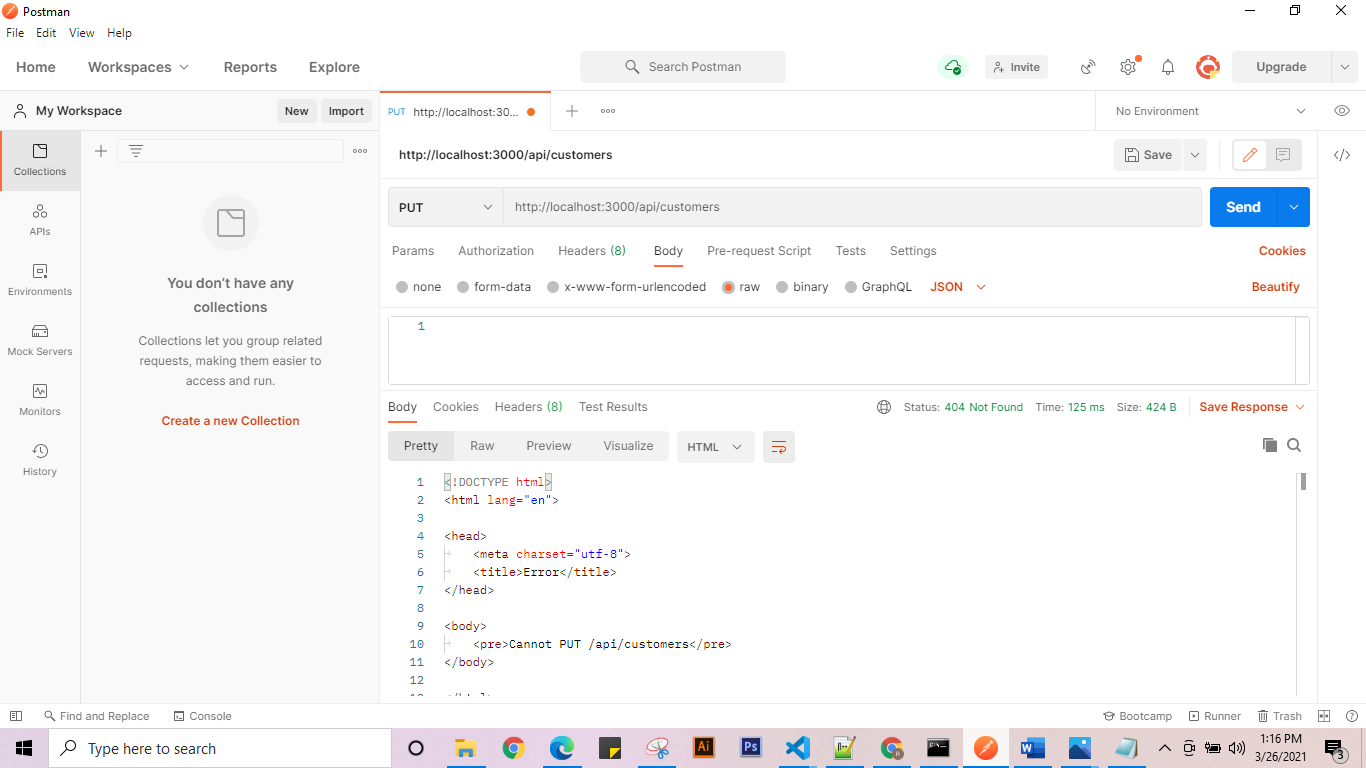 Postman
File Edit View Help
Home Workspaces Reports Explore Search Postman Invite Upgrade
My Workspace New Import PUT http://localhost:30... No Environment
Collections
APIs
Environments
Mock Servers
Monitors
History
You don't have any
collections
Collections let you group related
requests, making them easier to
access and run.
Create a new Collection
http://localhost:3000/api/customers Save
PUT http://localhost:3000/api/customers Send
Params Authorization Headers (8) Body Pre-request Script Tests Settings Cookies
none form-data x-www-form-urlencoded raw binary GraphQL JSON Beautify
1
Body Cookies Headers (8) Test Results Status: 404 Not Found Time: 125 ms Size: 424 B Save Response
Pretty Raw Preview Visualize HTML
1 <!DOCTYPE html>
2 <html lang="en">
3
4 <head>
5 <meta charset="utf-8">
6 <title>Error</title>
7 </head>
8
9 <body>
10 <pre>Cannot PUT /api/customers</pre>
11 </body>
12
13 </html>
Find and Replace Console Bootcamp Runner Trash
Type here to search Ai Ps 1:16 PM
3/26/2021 3